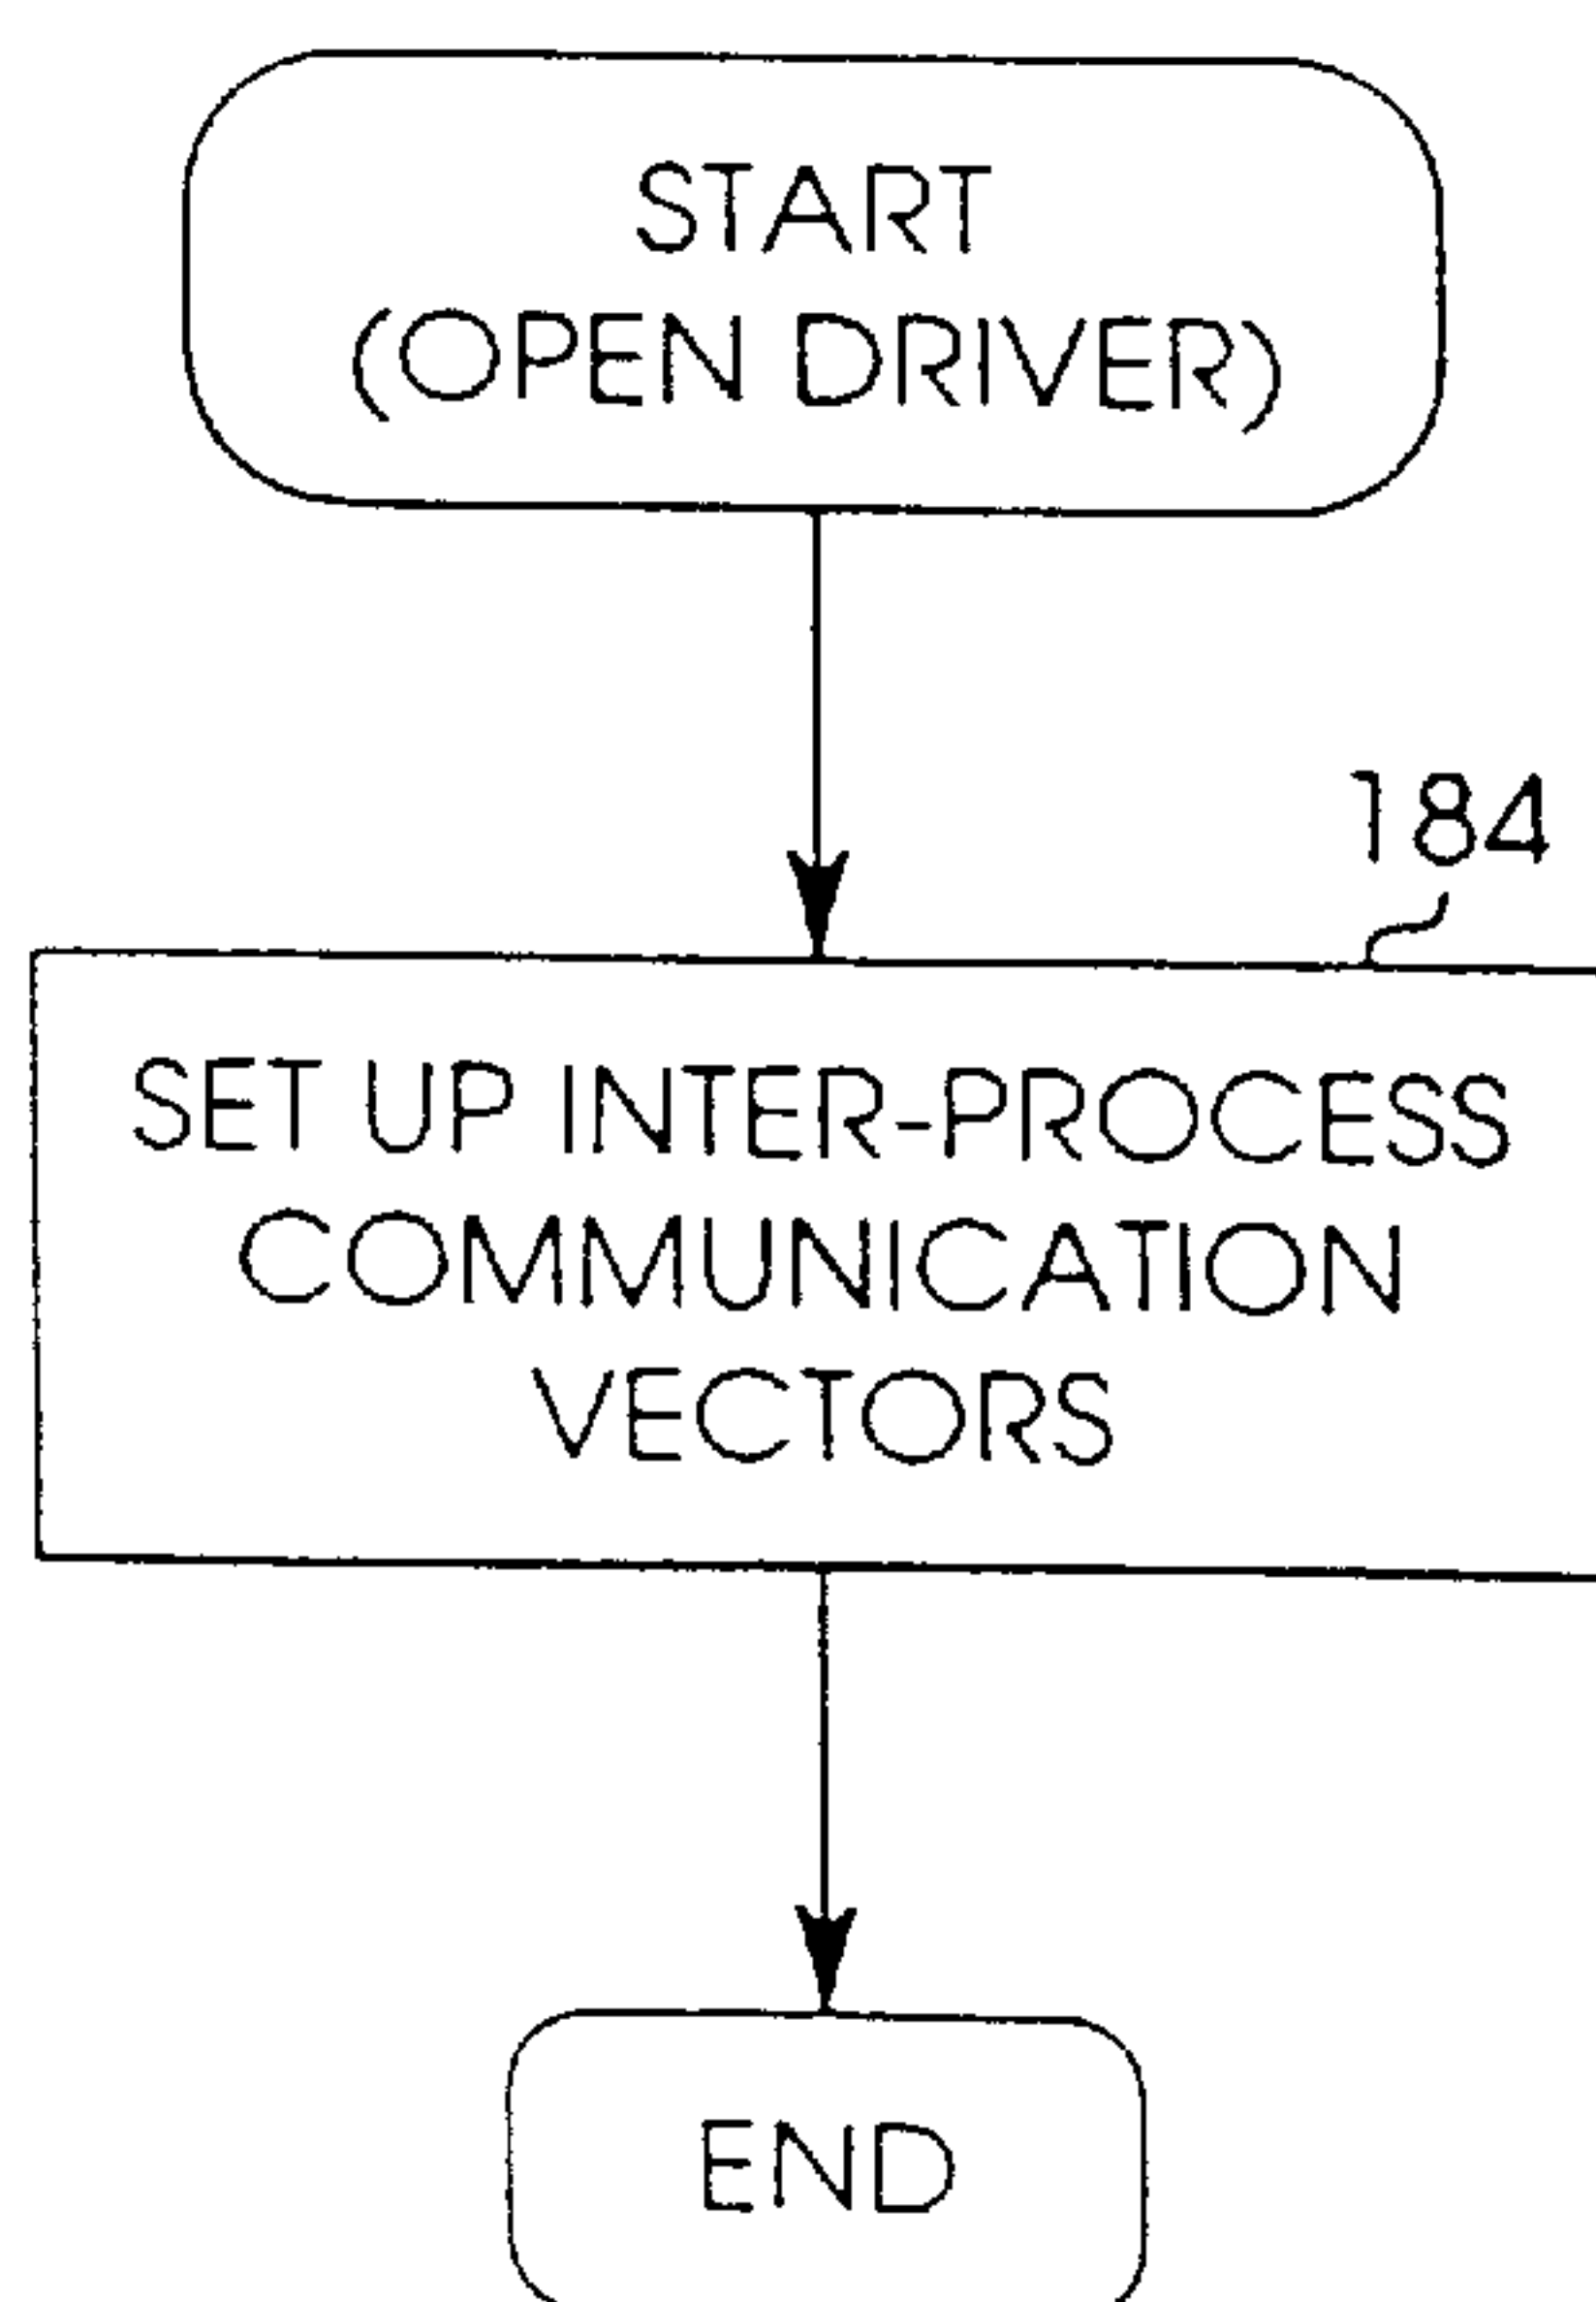 START
(OPEN DRIVER)
184
SET UP INTER-PROCESS
COMMUNICATION
VECTORS
END